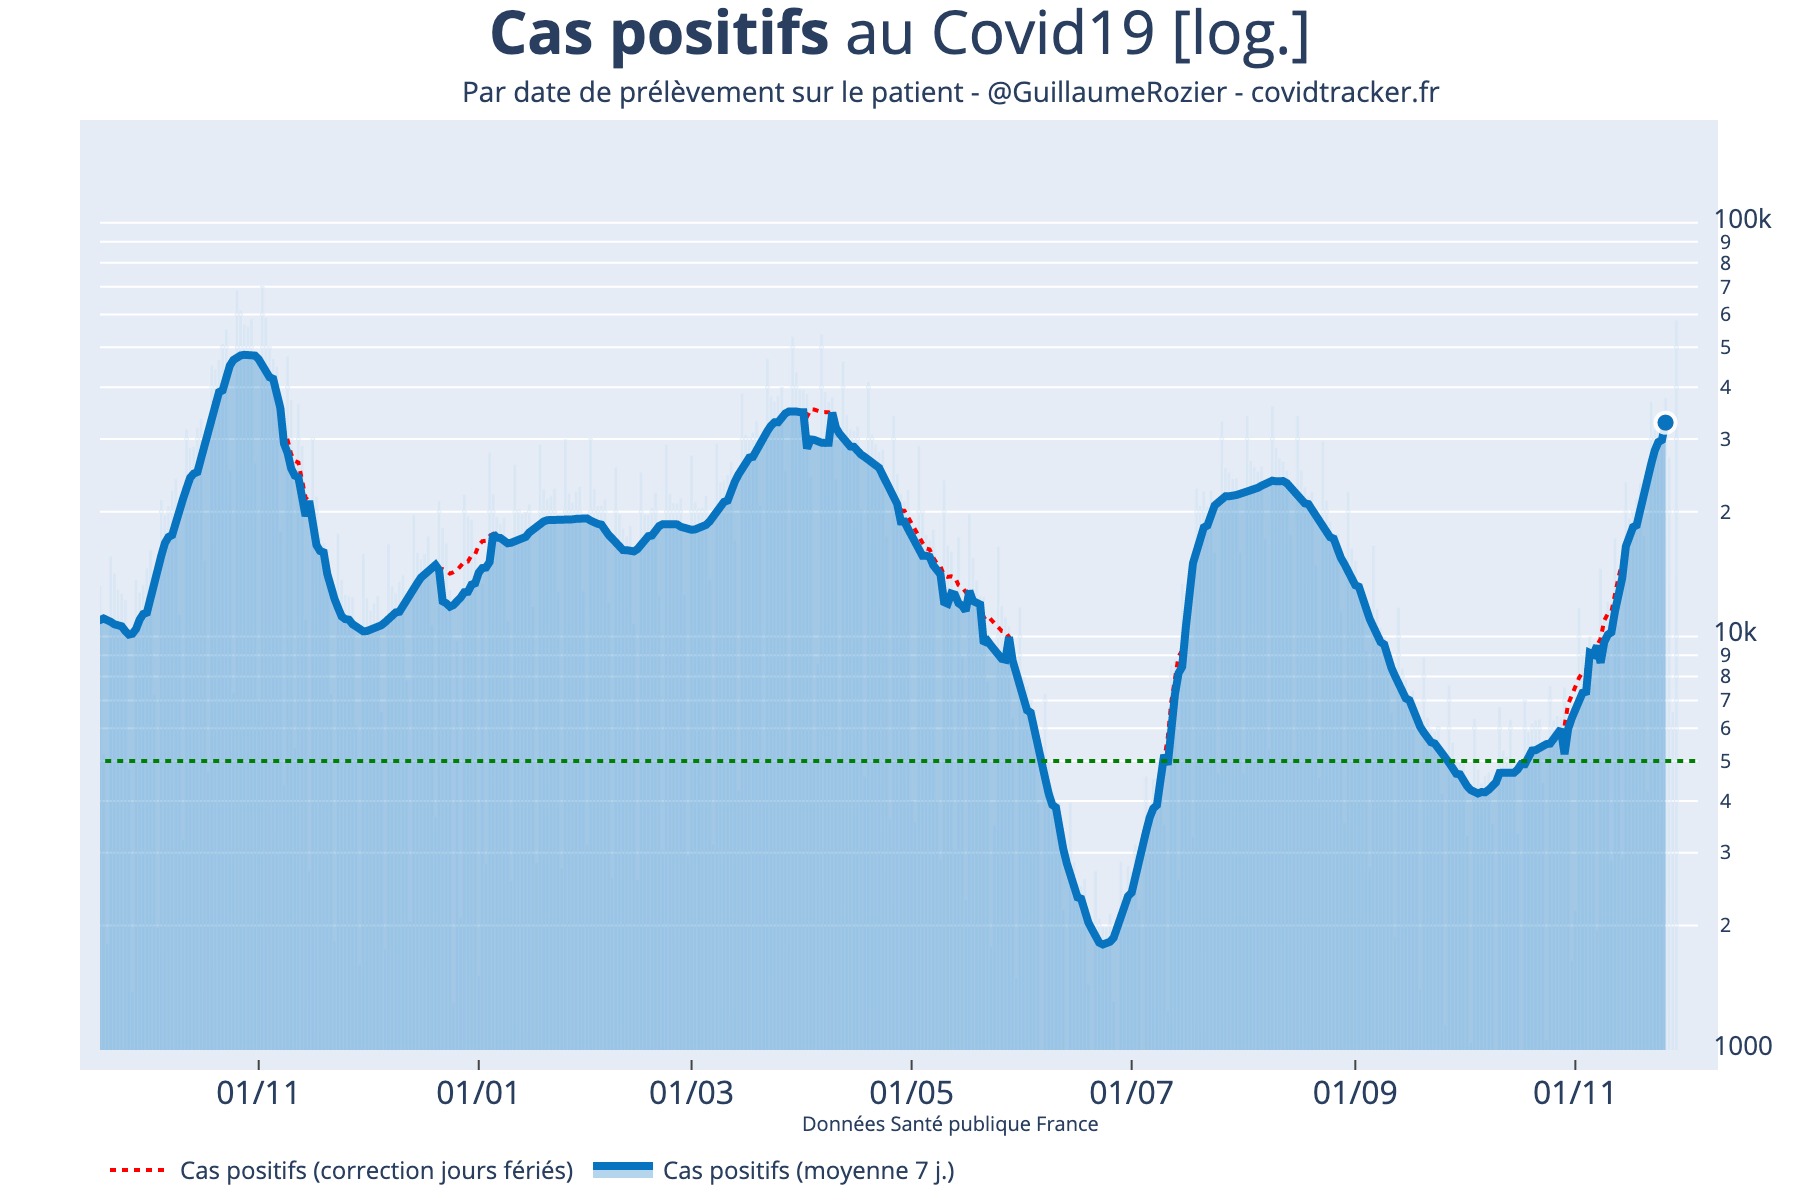 Cas positifs au Covid19 [log.]
Par date de prélèvement sur le patient - @GuillaumeRozier - covidtracker.fr
100k
9
8
7
6
5
4
3
2
10k
9
8
7
6
5
4
3
2
1000
01/11 01/01 01/03 01/05 01/07 01/09 01/11
Données Santé publique France
Cas positifs (correction jours fériés) Cas positifs (moyenne 7 j.)